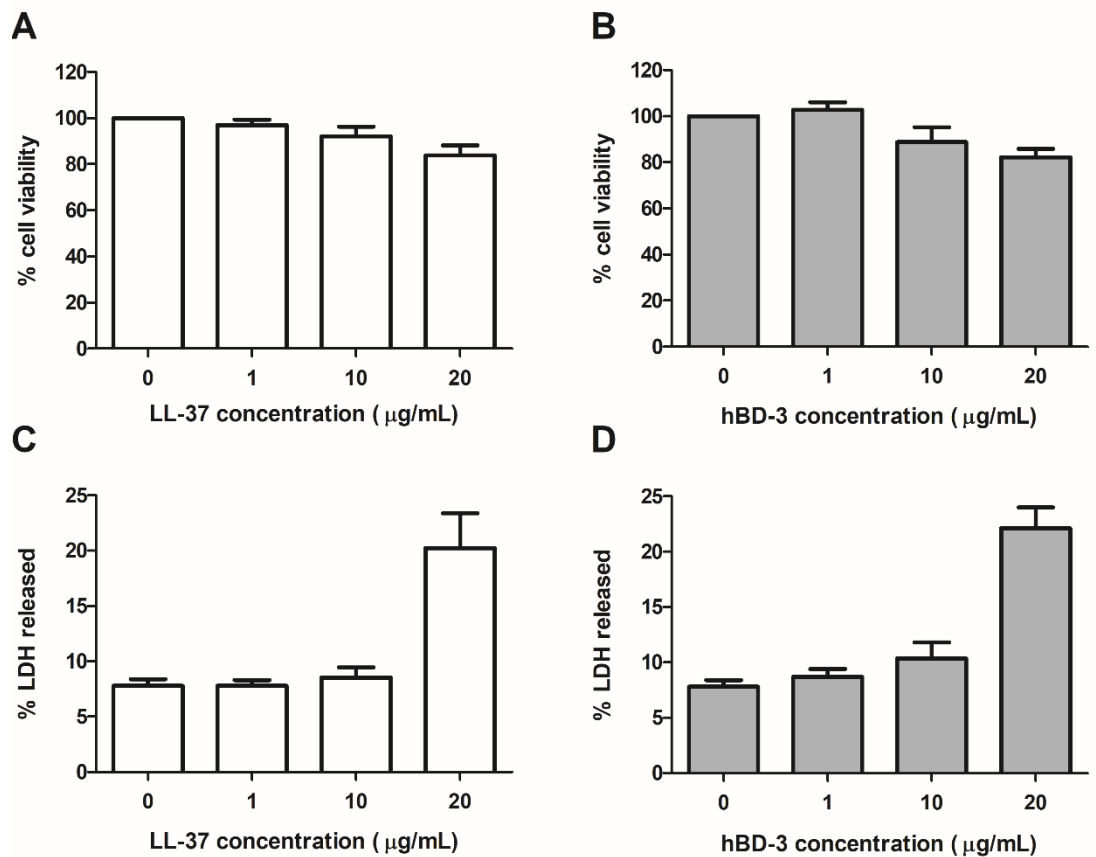 A
120
100
80
60
40
20
0
% cell viability
0 1 10 20
LL-37 concentration ( μg/mL)
B
120
100
80
60
40
20
0
% cell viability
0 1 10 20
hBD-3 concentration ( μg/mL)
C
25
20
15
10
5
0
% LDH released
0 1 10 20
LL-37 concentration ( μg/mL)
D
25
20
15
10
5
0
% LDH released
0 1 10 20
hBD-3 concentration ( μg/mL)